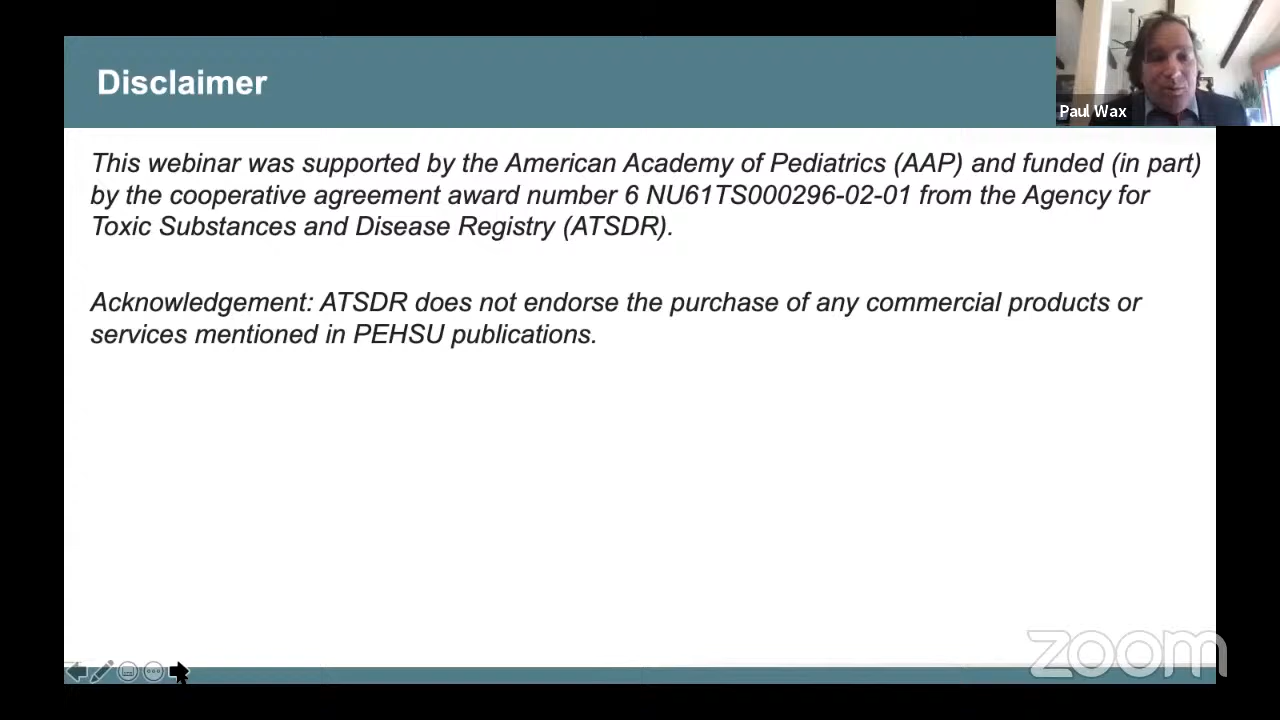 Disclaimer
Paul Wax
This webinar was supported by the American Academy of Pediatrics (AAP) and funded (in part)
by the cooperative agreement award number 6 NU61TS000296-02-01 from the Agency for
Toxic Substances and Disease Registry (ATSDR).
Acknowledgement: ATSDR does not endorse the purchase of any commercial products or
services mentioned in PEHSU publications.
zoom